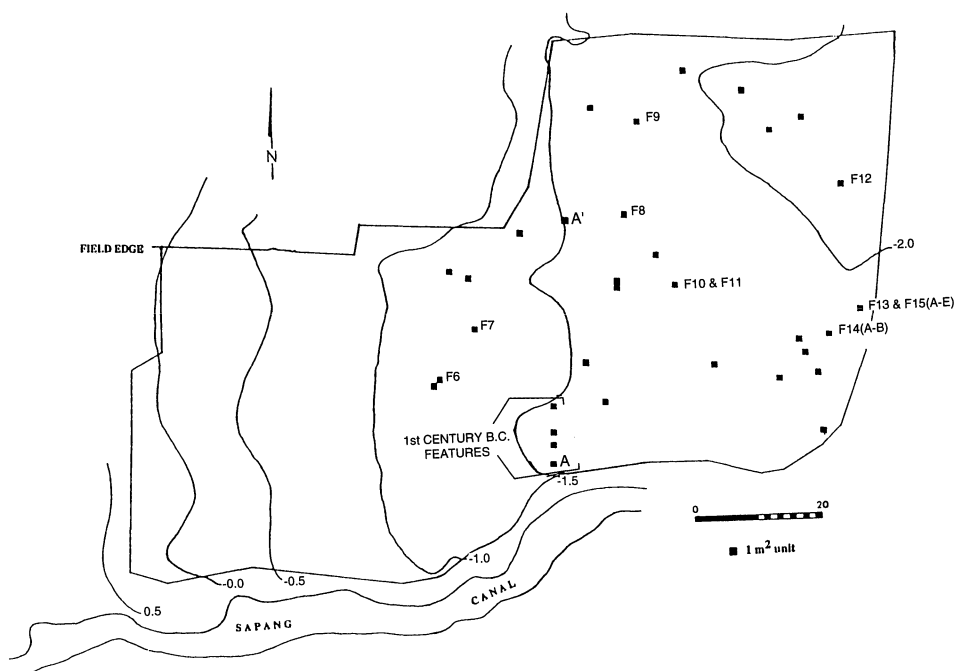 N
FIELD EDGE
F9
F12
F8
A'
-2.0
F10 & F11
F13 & F15(A-E)
F14(A-B)
F7
F6
1st CENTURY B.C.
FEATURES
A
-1.5
0 20
1 m² unit
-1.0
-0.5
-0.0
0.5
SAPANG
CANAL